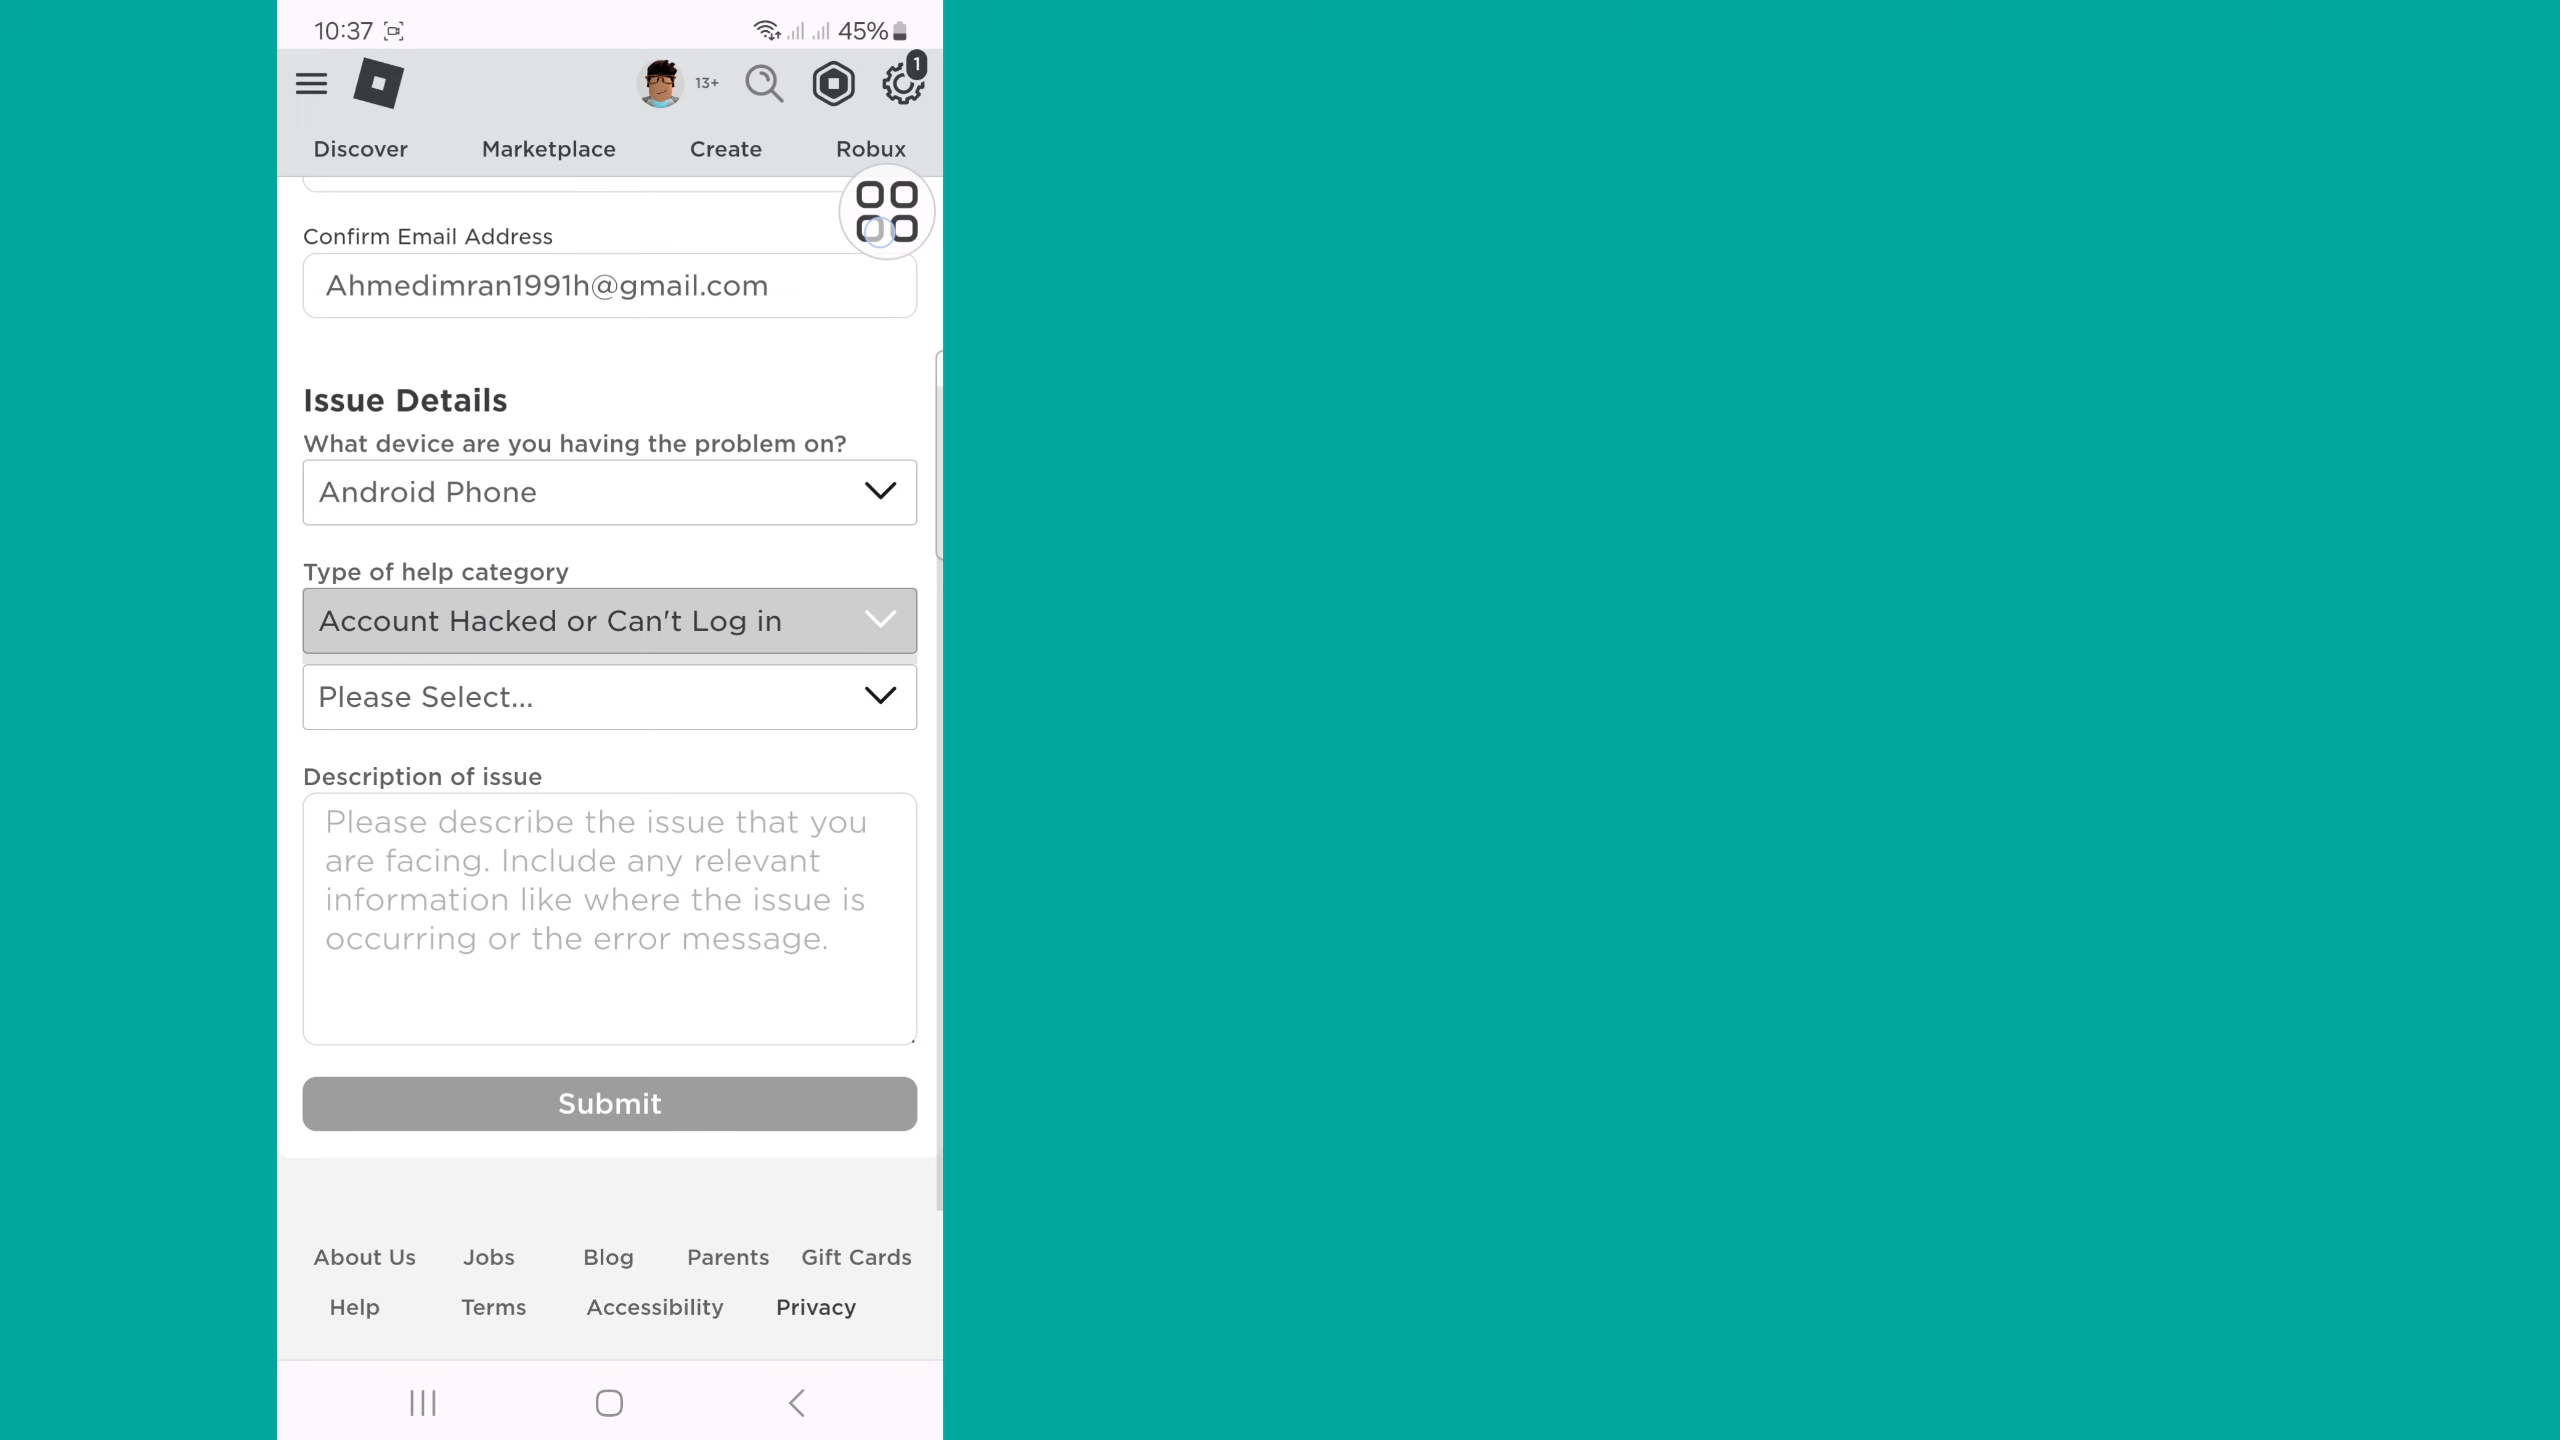 10:37
45%
13+
1
Discover Marketplace Create Robux
Confirm Email Address
Ahmedimran1991h@gmail.com
Issue Details
What device are you having the problem on?
Android Phone
Type of help category
Account Hacked or Can't Log in
Please Select...
Description of issue
Please describe the issue that you
are facing. Include any relevant
information like where the issue is
occurring or the error message.
Submit
About Us Jobs Blog Parents Gift Cards
Help Terms Accessibility Privacy